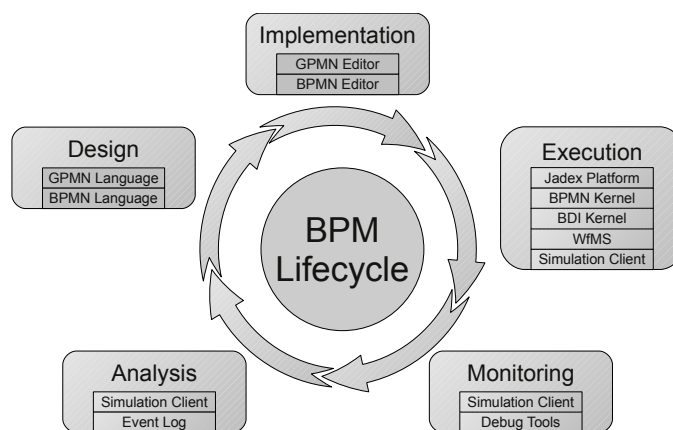 Implementation
GPMN Editor
BPMN Editor
Design
GPMN Language
BPMN Language
Execution
Jadex Platform
BPMN Kernel
BDI Kernel
WfMS
Simulation Client
BPM
Lifecycle
Analysis
Simulation Client
Event Log
Monitoring
Simulation Client
Debug Tools